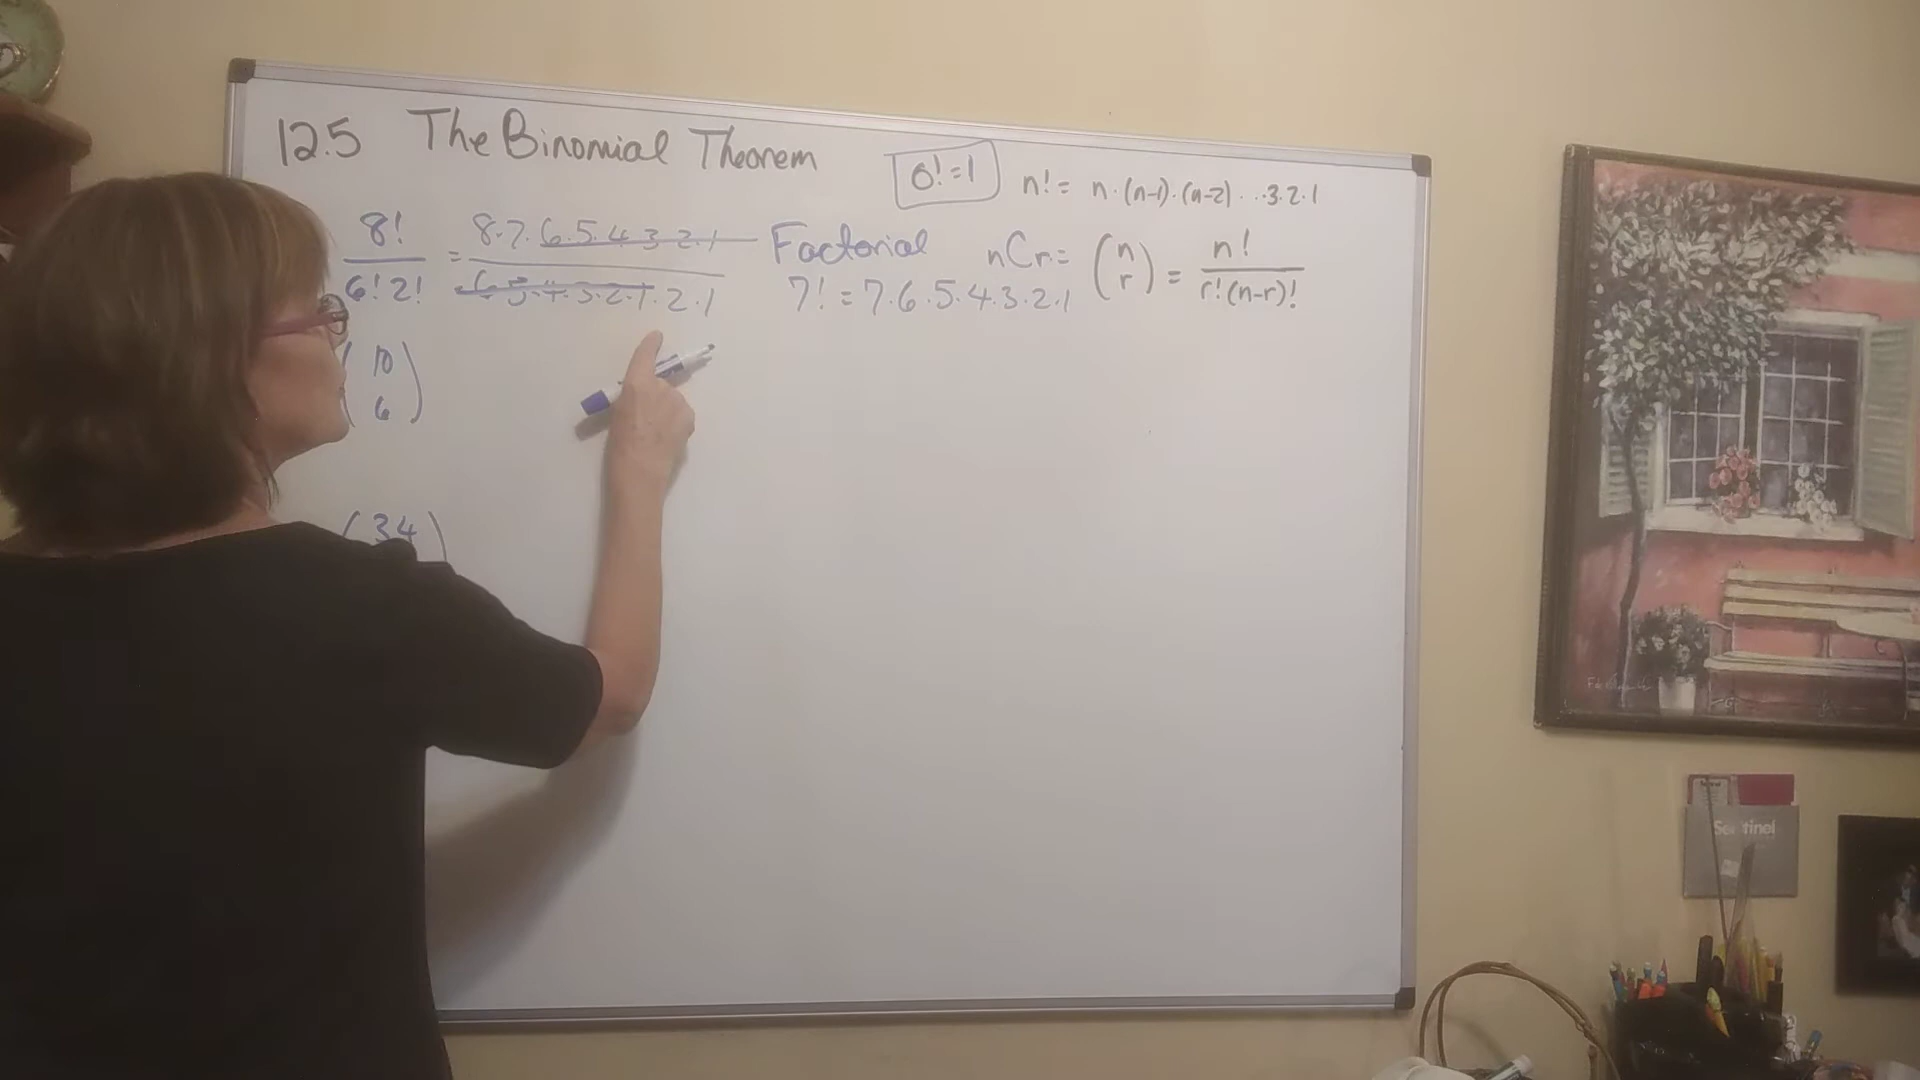 12.5 The Binomial Theorem
0! = 1
n! = n·(n-1)·(n-2)···3·2·1
8!/6!2! = 8·7·6·5·4·3·2·1/6·5·4·3·2·1·2·1
Factorial
7! = 7·6·5·4·3·2·1
nCr = (n r) = n!/r!(n-r)!
(10
6)
(34
Sentinel